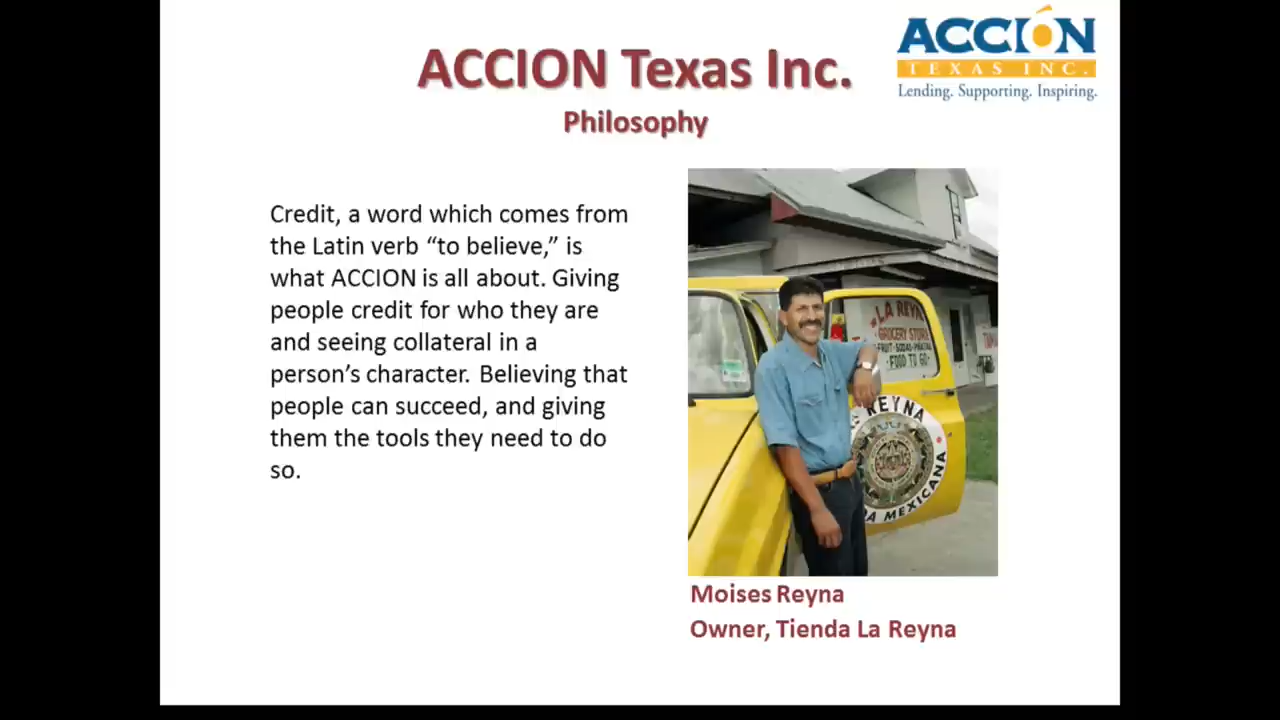 ACCION Texas Inc.
Philosophy
ACCIÓN
TEXAS INC.
Lending. Supporting. Inspiring.
Credit, a word which comes from
the Latin verb “to believe,” is
what ACCION is all about. Giving
people credit for who they are
and seeing collateral in a
person’s character. Believing that
people can succeed, and giving
them the tools they need to do
so.
LA REYNA
GROCERY STORE
FOOD TO GO
REYNA
MEXICANA
Moises Reyna
Owner, Tienda La Reyna